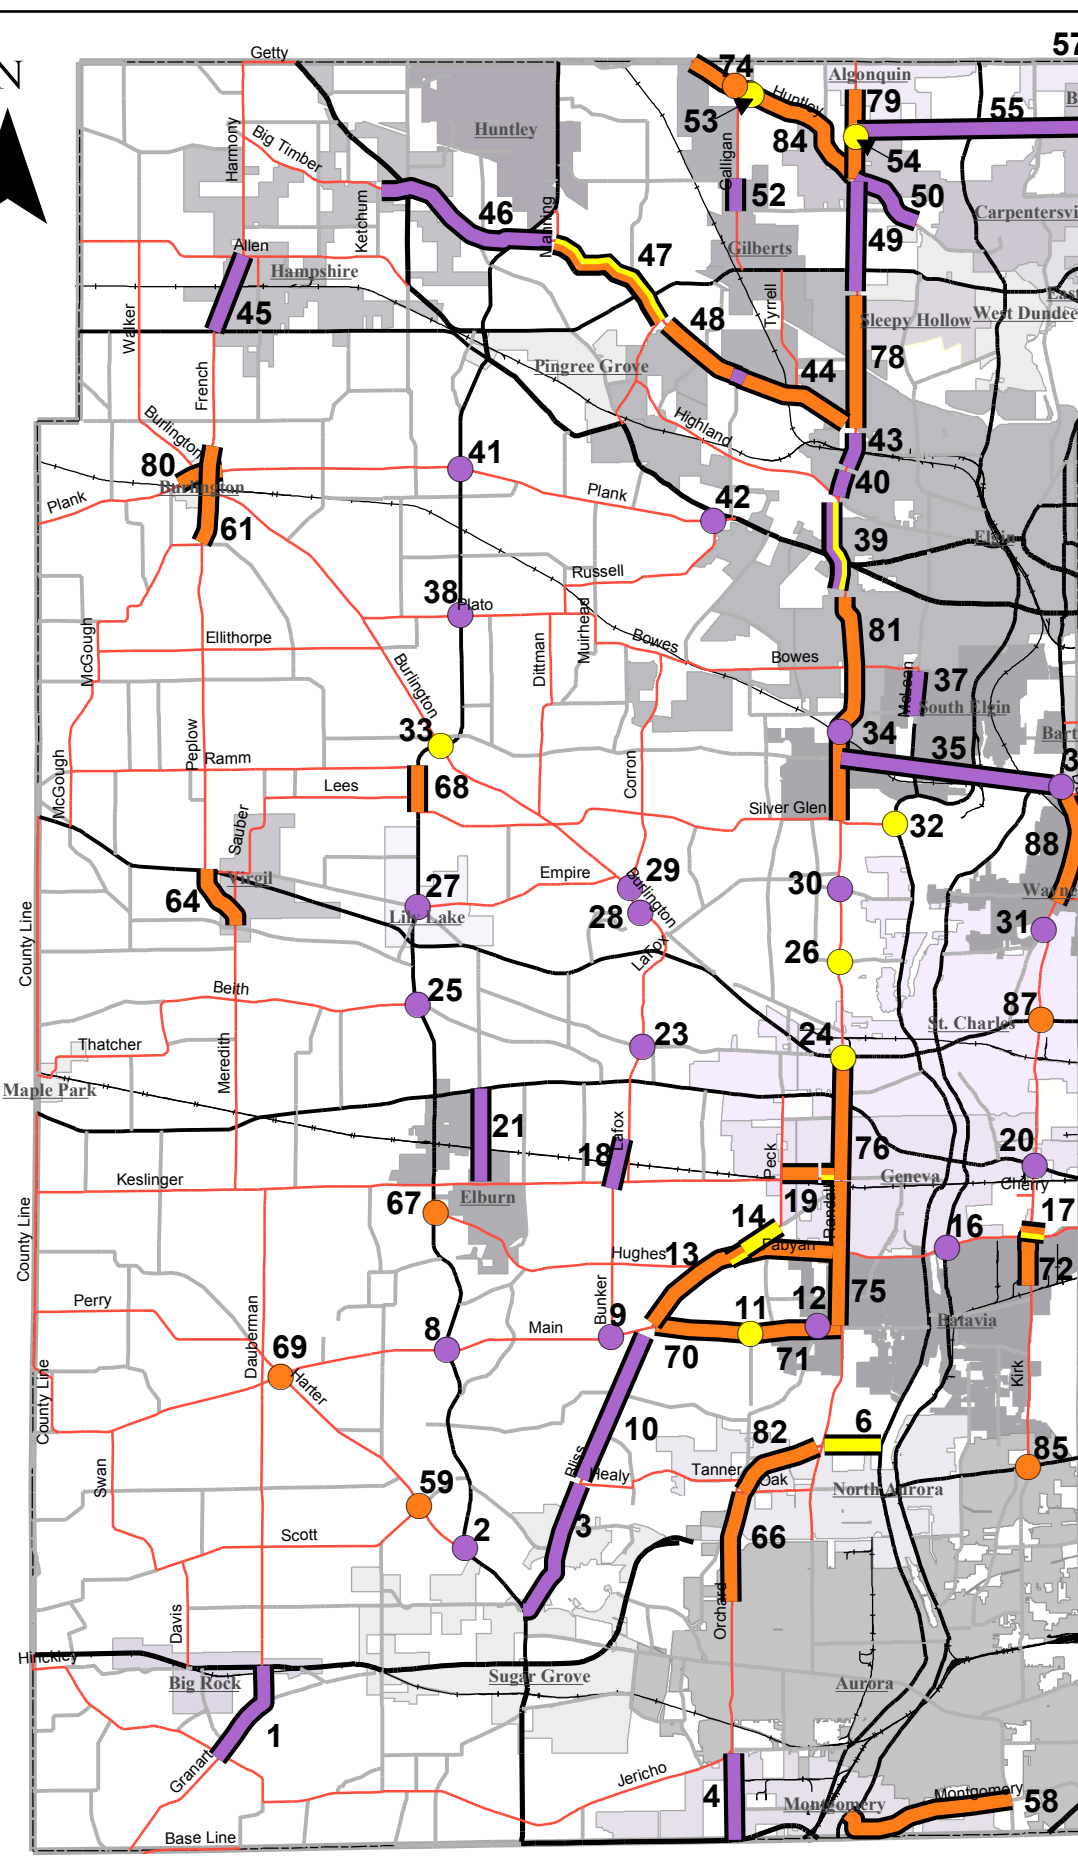 57
Getty
N
74
Algonquin
Huntley
79
B
55
53
Huntley
Big Timber
Harmony
84
54
Galligan
52
50
Ketchum
46
Carpentersvi
Manning
49
Allen
47
Gilberts
Hampshire
East
45
Walker
48
Tyrrell
Sleepy Hollow
West Dundee
78
Pingree Grove
44
French
Burlington
Highland
43
41
80
40
Burlington
Plank
Plank
42
61
39
Elgin
Russell
38
Plato
81
Ellithorpe
Muirhead
Bowes
Bowes
McGough
Dittman
McLean
37
Burlington
South Elgin
33
34
Bart
Peplow
Ramm
35
3
McGough
Lees
68
Corron
Silver Glen
32
Sauber
88
Virgil
Empire
29
30
Wayne
64
27
Burlington
Lily Lake
28
31
County Line
26
Lafox
Beith
25
87
St. Charles
Thatcher
23
24
Meredith
Maple Park
21
Lafox
18
76
20
Peck
Keslinger
Geneva
Cherry
Elburn
19
67
Randall
17
14
16
Hughes
13
Fabyan
County Line
72
Bunker
75
Perry
11
12
Batavia
8
Main
9
Dauberman
69
70
71
Kirk
County Line
Harter
10
82
6
Bliss
85
Healy
Tanner
Oak
Swan
59
North Aurora
2
3
Scott
66
Orchard
Davis
Hinckley
Big Rock
Sugar Grove
Aurora
1
Granart
Jericho
4
Montgomery
Montgomery
58
Base Line